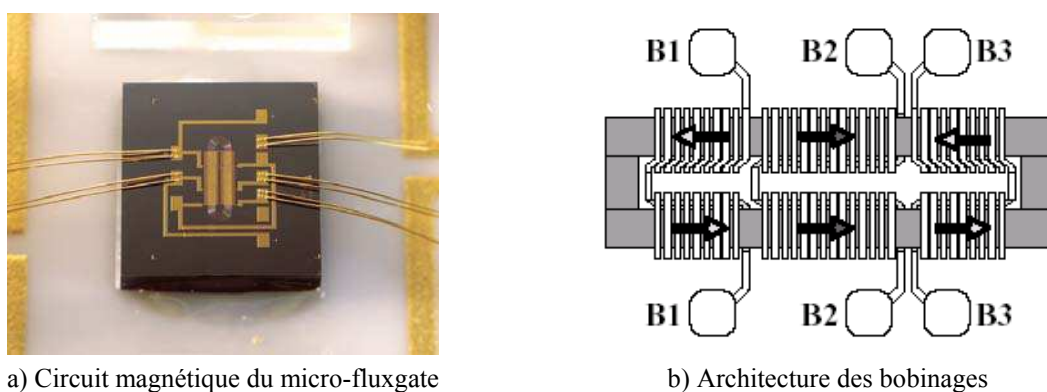 B1 B2 B3
B1 B2 B3
a) Circuit magnétique du micro-fluxgate
b) Architecture des bobinages